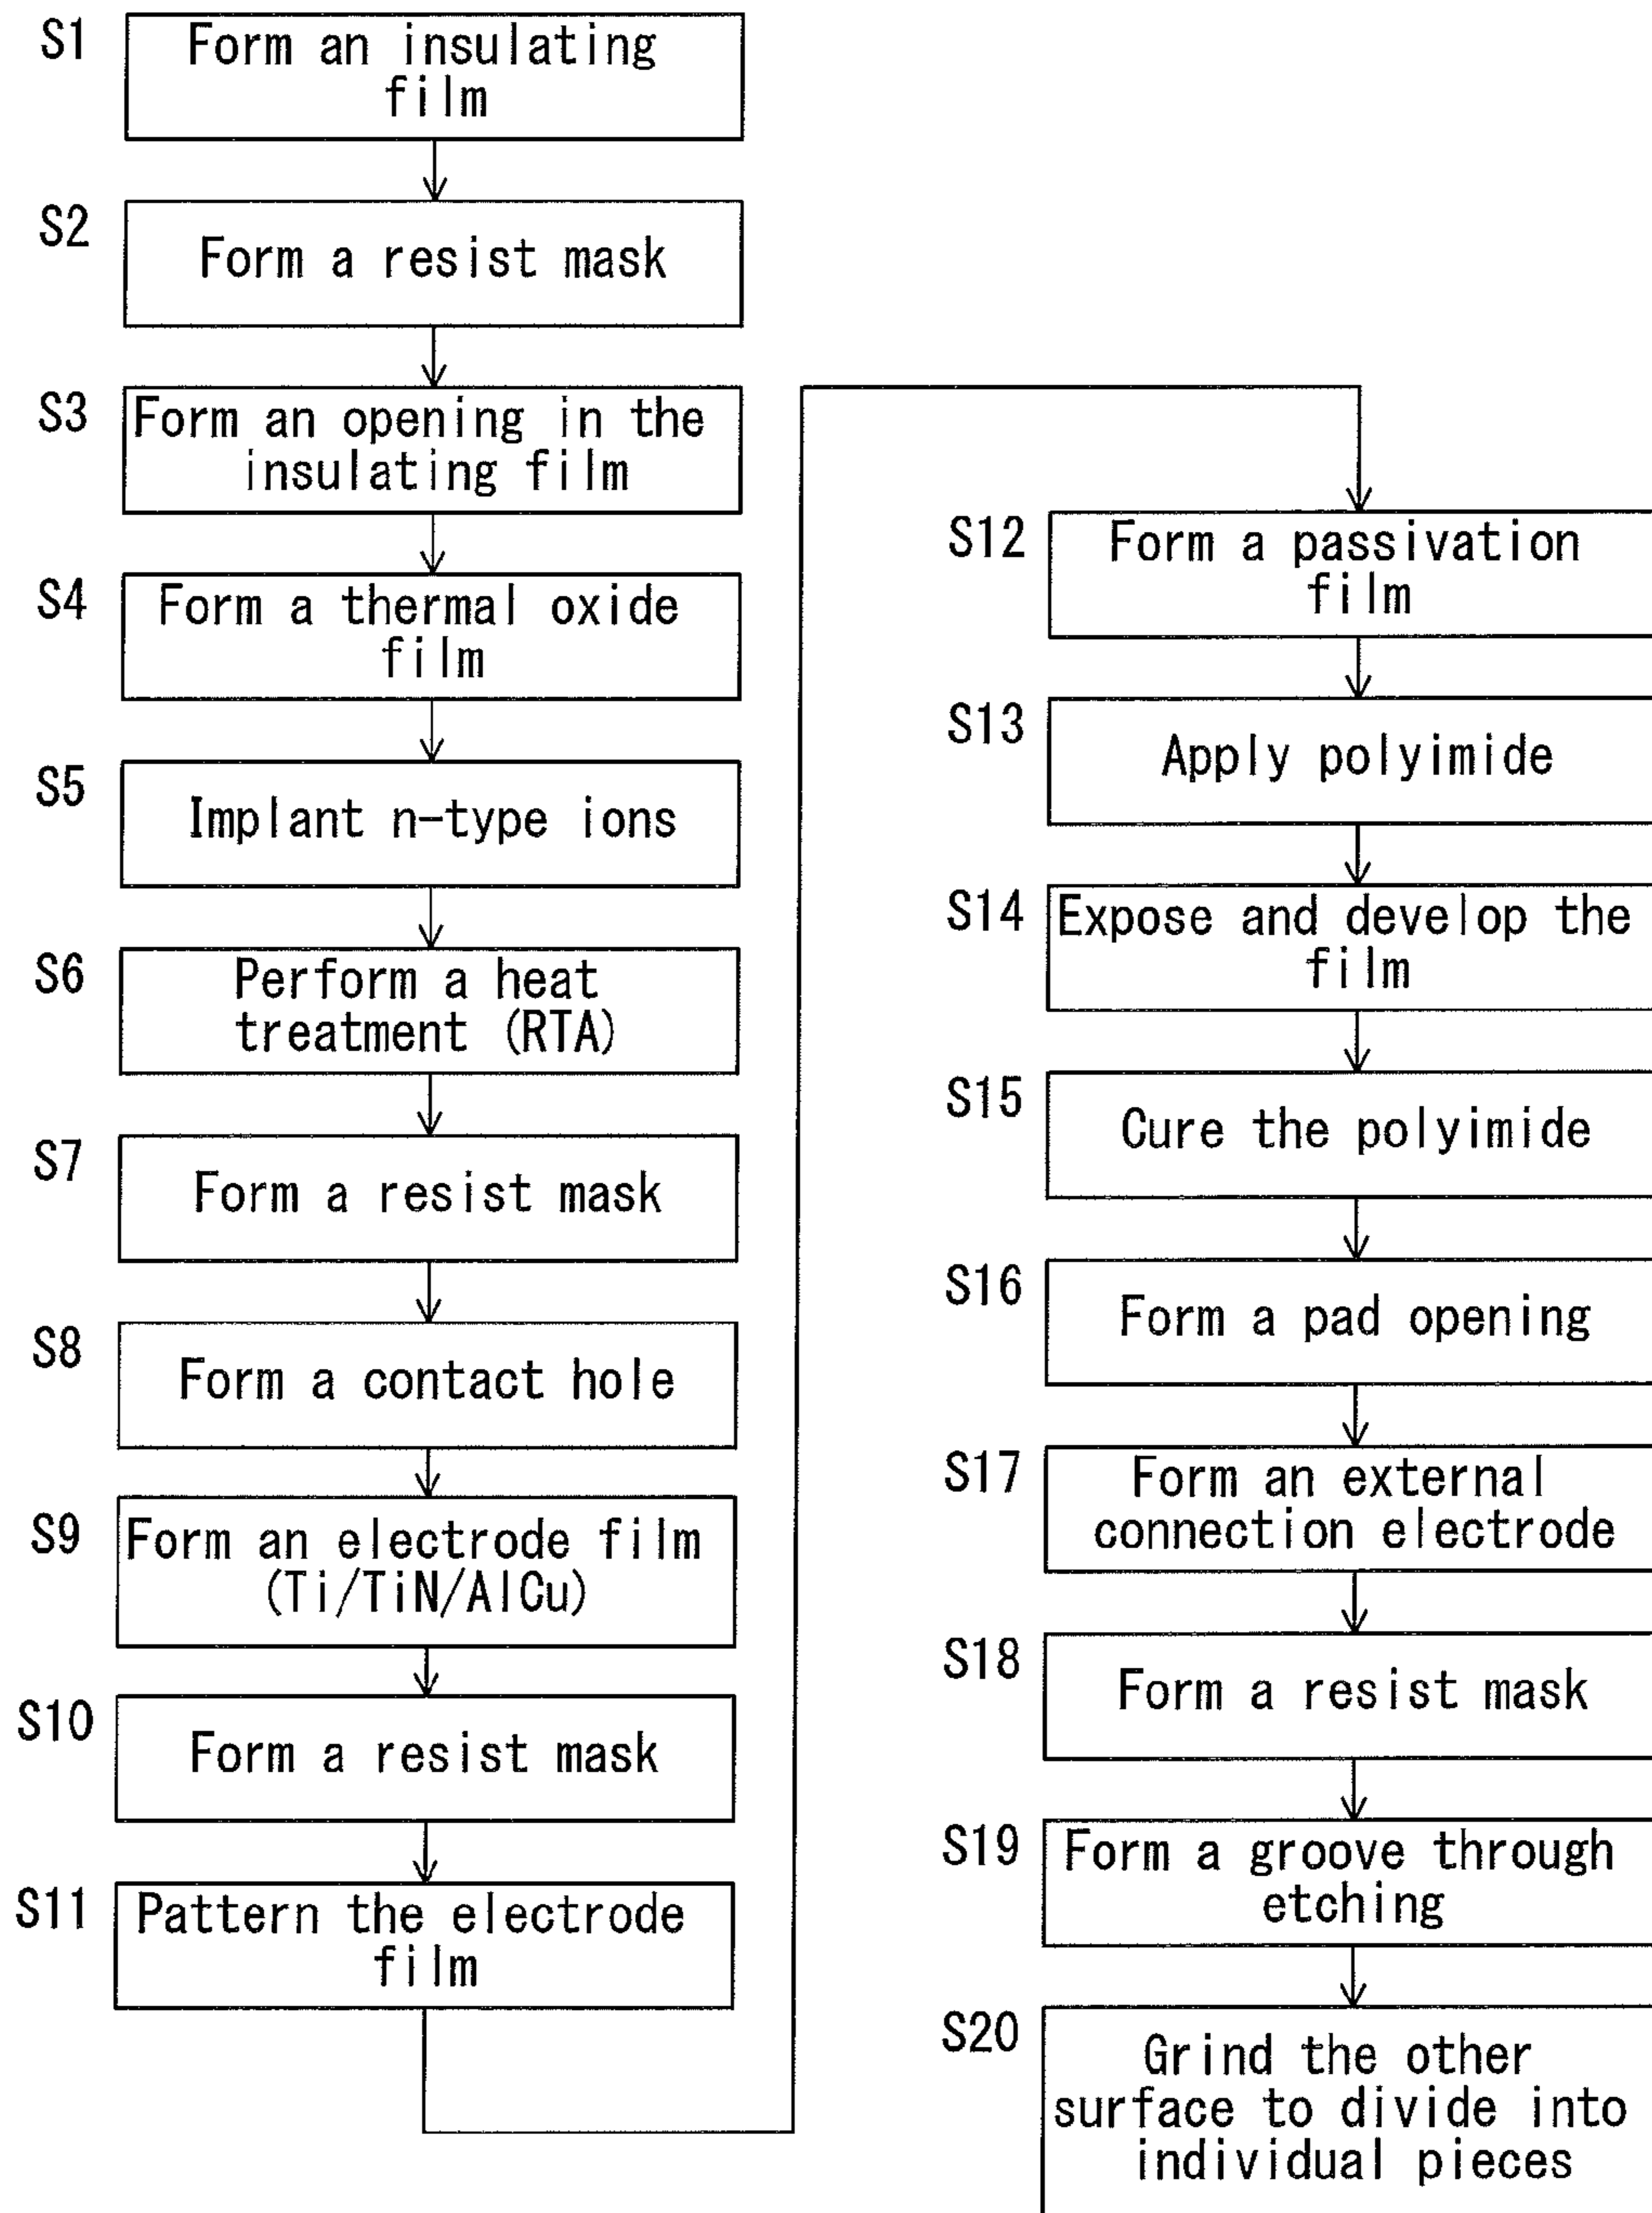 S1
Form an insulating
film
S2
Form a resist mask
S3
Form an opening in the
insulating film
S4
Form a thermal oxide
film
S5
Implant n-type ions
S6
Perform a heat
treatment (RTA)
S7
Form a resist mask
S8
Form a contact hole
S9
Form an electrode film
(Ti/TiN/AlCu)
S10
Form a resist mask
S11
Pattern the electrode
film
S12
Form a passivation
film
S13
Apply polyimide
S14
Expose and develop the
film
S15
Cure the polyimide
S16
Form a pad opening
S17
Form an external
connection electrode
S18
Form a resist mask
S19
Form a groove through
etching
S20
Grind the other
surface to divide into
individual pieces